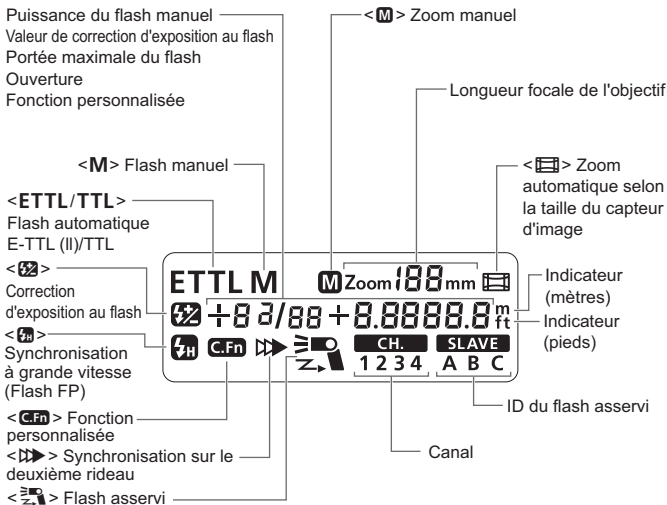 Puissance du flash manuel
Valeur de correction d'exposition au flash
Portée maximale du flash
Ouverture
Fonction personnalisée
<M> Zoom manuel
Longueur focale de l'objectif
<M> Flash manuel
< > Zoom
automatique selon
la taille du capteur
d'image
<ETTL/TTL>
Flash automatique
E-TTL (II)/TTL
< >
Correction
d'exposition au flash
< H >
Synchronisation
à grande vitesse
(Flash FP)
ETTL M M Zoom 188 mm
+8 3/88 +8.8888.8 m
ft
H C.Fn CH. SLAVE
1 2 3 4 A B C
Indicateur
(mètres)
Indicateur
(pieds)
<C.Fn> Fonction
personnalisée
< > Synchronisation sur le
deuxième rideau
< > Flash asservi
Canal
ID du flash asservi